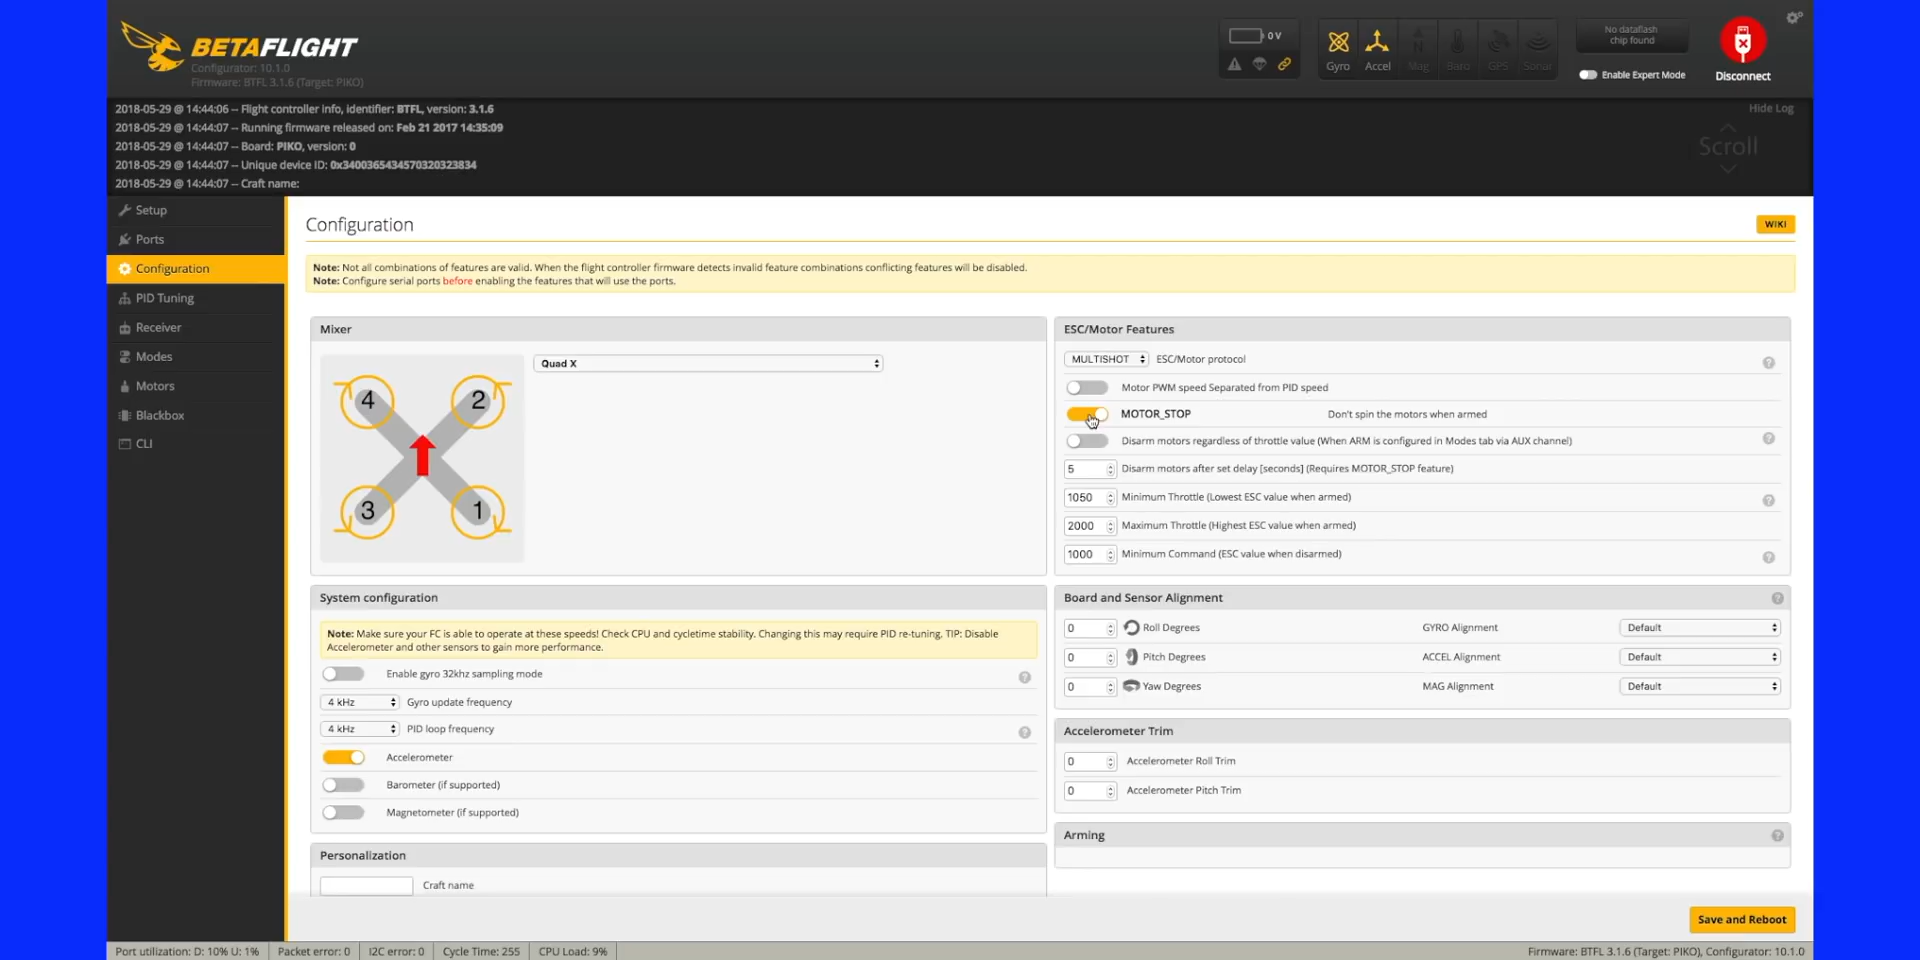 BETAFLIGHT
Configurator: 10.1.0
Firmware: BTFL 3.1.6 (Target: PIKO)
0 V
Gyro
Accel
Mag
Baro
GPS
Sonar
No dataflash
chip found
Enable Expert Mode
Disconnect
2018-05-29 @ 14:44:06 -- Flight controller info, identifier: BTFL, version: 3.1.6
2018-05-29 @ 14:44:07 -- Running firmware released on: Feb 21 2017 14:35:09
2018-05-29 @ 14:44:07 -- Board: PIKO, version: 0
2018-05-29 @ 14:44:07 -- Unique device ID: 0x3400365434570320323834
2018-05-29 @ 14:44:07 -- Craft name:
Hide Log
Scroll
Setup
Ports
Configuration
PID Tuning
Receiver
Modes
Motors
Blackbox
CLI
Configuration
WIKI
Note: Not all combinations of features are valid. When the flight controller firmware detects invalid feature combinations conflicting features will be disabled.
Note: Configure serial ports before enabling the features that will use the ports.
Mixer
Quad X
4
2
3
1
ESC/Motor Features
MULTISHOT ESC/Motor protocol
Motor PWM speed Separated from PID speed
MOTOR_STOP Don't spin the motors when armed
Disarm motors regardless of throttle value (When ARM is configured in Modes tab via AUX channel)
5 Disarm motors after set delay [seconds] (Requires MOTOR_STOP feature)
1050 Minimum Throttle (Lowest ESC value when armed)
2000 Maximum Throttle (Highest ESC value when armed)
1000 Minimum Command (ESC value when disarmed)
System configuration
Note: Make sure your FC is able to operate at these speeds! Check CPU and cycletime stability. Changing this may require PID re-tuning. TIP: Disable
Accelerometer and other sensors to gain more performance.
Enable gyro 32khz sampling mode
4 kHz Gyro update frequency
4 kHz PID loop frequency
Accelerometer
Barometer (if supported)
Magnetometer (if supported)
Personalization
Craft name
Board and Sensor Alignment
0 Roll Degrees GYRO Alignment Default
0 Pitch Degrees ACCEL Alignment Default
0 Yaw Degrees MAG Alignment Default
Accelerometer Trim
0 Accelerometer Roll Trim
0 Accelerometer Pitch Trim
Arming
Save and Reboot
Port utilization: D: 10% U: 1% Packet error: 0 I2C error: 0 Cycle Time: 255 CPU Load: 9% Firmware: BTFL 3.1.6 (Target: PIKO), Configurator: 10.1.0